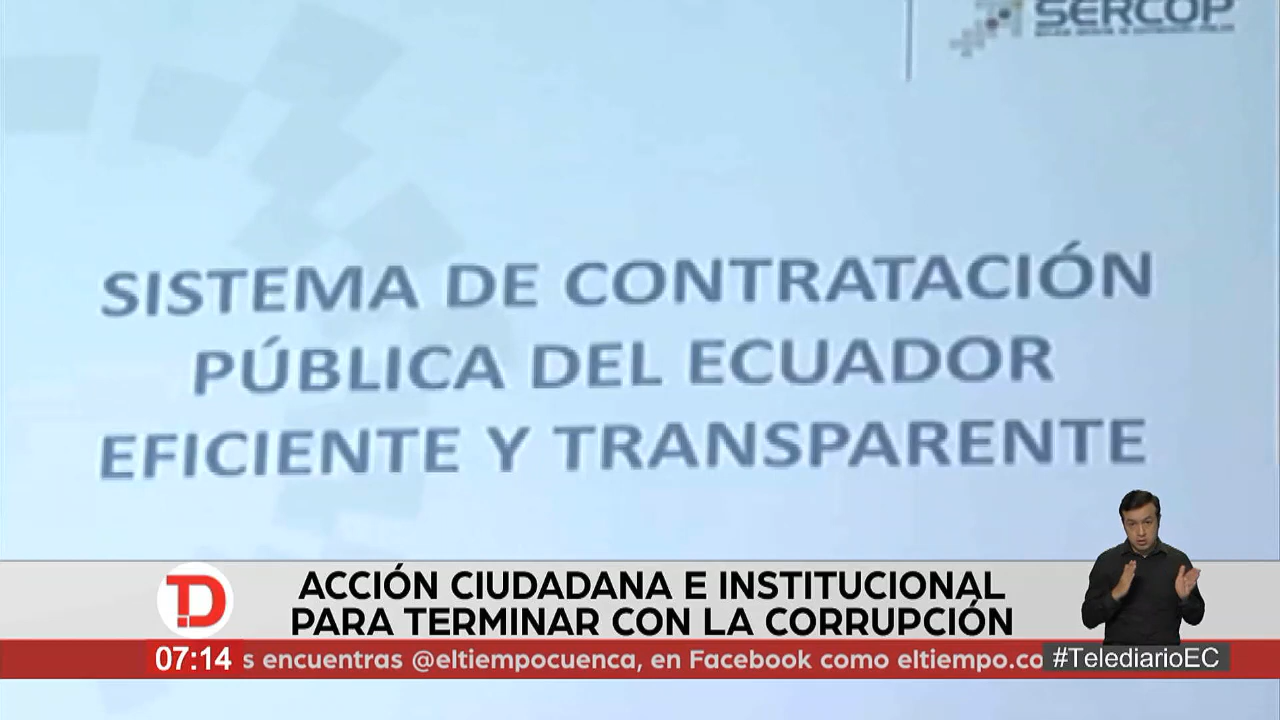 SERCOP
SISTEMA DE CONTRATACIÓN
PÚBLICA DEL ECUADOR
EFICIENTE Y TRANSPARENTE
TD
ACCIÓN CIUDADANA E INSTITUCIONAL
PARA TERMINAR CON LA CORRUPCIÓN
07:14 s encuentras @eltiempocuenca, en Facebook como eltiempo.co #TelediarioEC